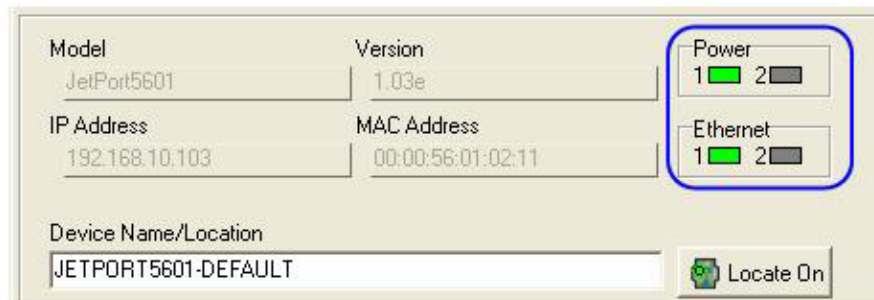 Model Version Power
JetPort5601 1.03e 1 2
IP Address MAC Address Ethernet
192.168.10.103 00:00:56:01:02:11 1 2
Device Name/Location
JETPORT5601-DEFAULT Locate On